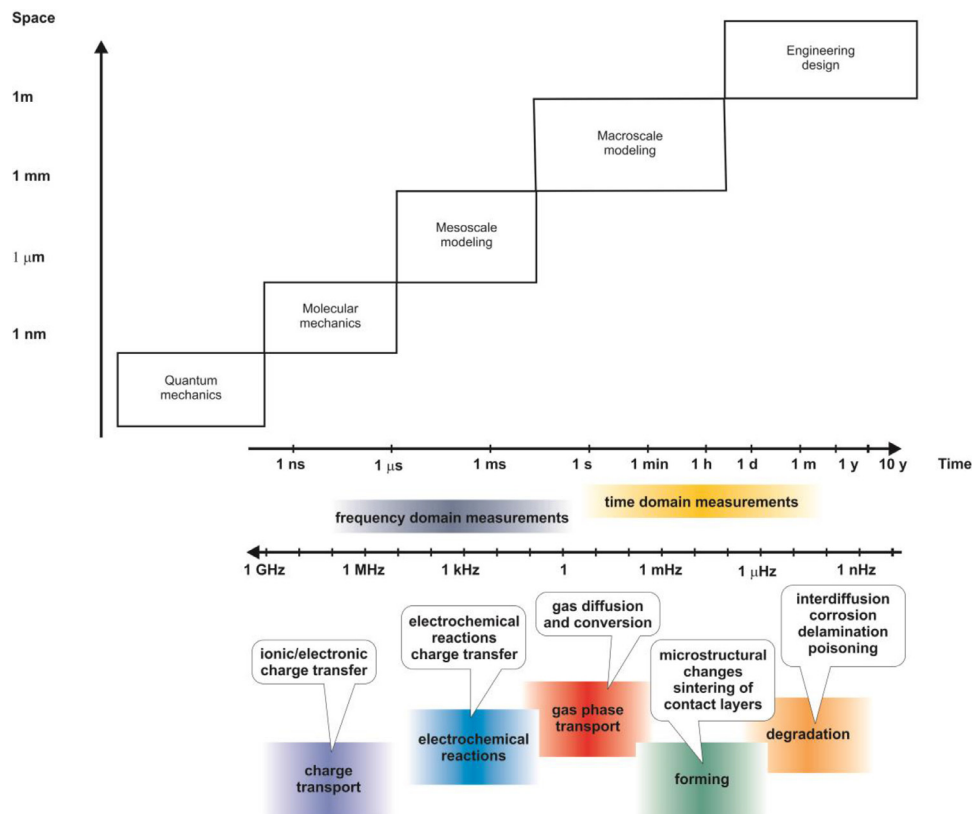 Space
Engineering
design
1m
Macroscale
modeling
1 mm
Mesoscale
modeling
1 μm
Molecular
mechanics
1 nm
Quantum
mechanics
1 ns
1 μs
1 ms
1 s
1 min
1 h
1 d
1 m
1 y
10 y
Time
time domain measurements
frequency domain measurements
1 GHz
1 MHz
1 kHz
1
1 mHz
1 μHz
1 nHz
ionic/electronic
charge transfer
electrochemical
reactions
charge transfer
gas diffusion
and conversion
microstructural
changes
sintering of
contact layers
interdiffusion
corrosion
delamination
poisoning
charge
transport
electrochemical
reactions
gas phase
transport
forming
degradation